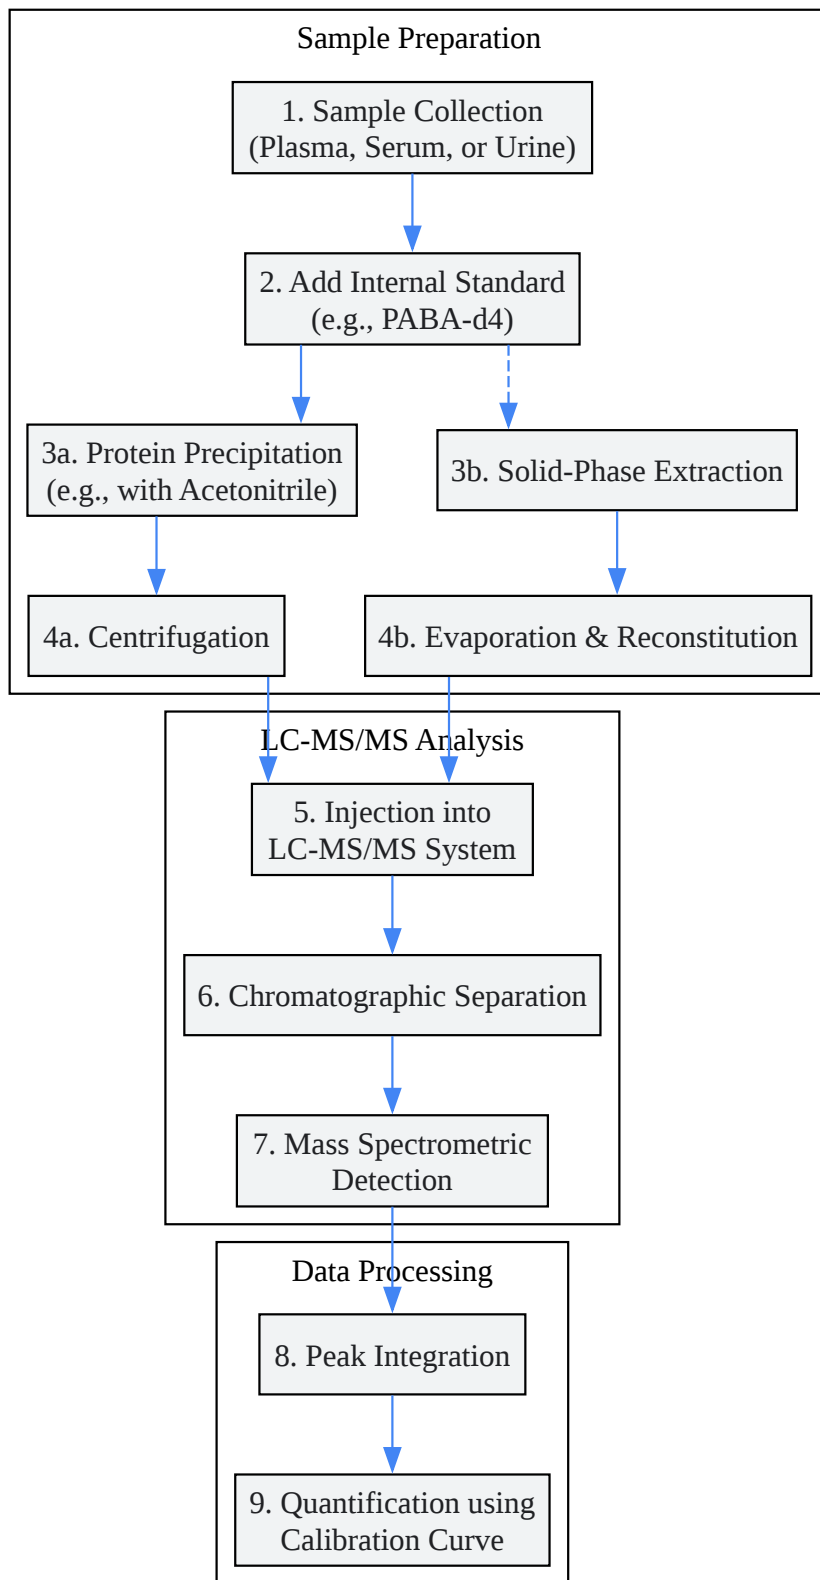 Sample Preparation
1. Sample Collection
(Plasma, Serum, or Urine)
2. Add Internal Standard
(e.g., PABA-d4)
3a. Protein Precipitation
(e.g., with Acetonitrile)
3b. Solid-Phase Extraction
4a. Centrifugation
4b. Evaporation & Reconstitution
LC-MS/MS Analysis
5. Injection into
LC-MS/MS System
6. Chromatographic Separation
7. Mass Spectrometric
Detection
Data Processing
8. Peak Integration
9. Quantification using
Calibration Curve